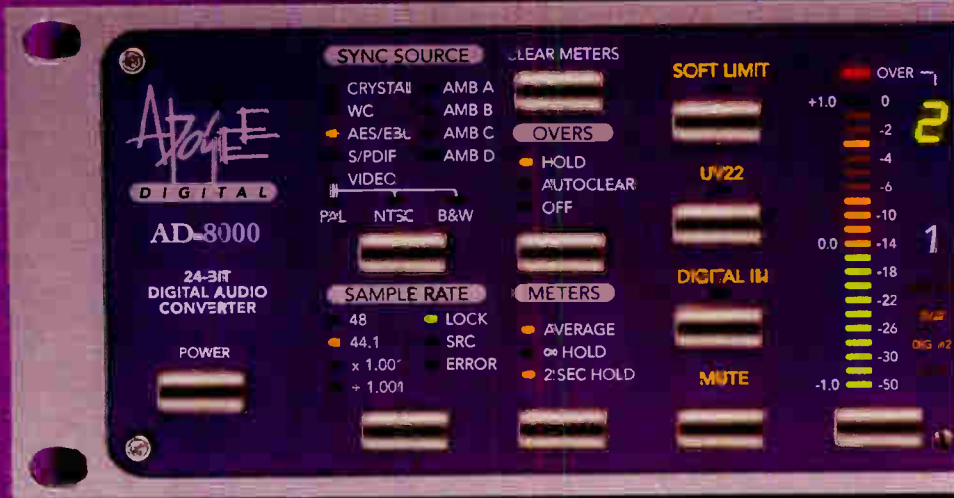 APOGEE
DIGITAL
AD-8000
24-BIT
DIGITAL AUDIO
CONVERTER
POWER
SYNC SOURCE
CRYSTAL AMB A
WC AMB B
AES/EBU AMB C
S/PDIF AMB D
VIDEO
PAL NTSC B&W
SAMPLE RATE
48 LOCK
44.1 SRC
x 1.001 ERROR
÷ 1.001
CLEAR METERS
OVERS
HOLD
AUTOCLEAR
OFF
METERS
AVERAGE
∞ HOLD
2 SEC HOLD
SOFT LIMIT
UV22
DIGITAL IN
MUTE
OVER
+1.0 0
-2
-4
-6
-10
0.0 -14
-18
-22
-26
-30
-1.0 -50
2
1